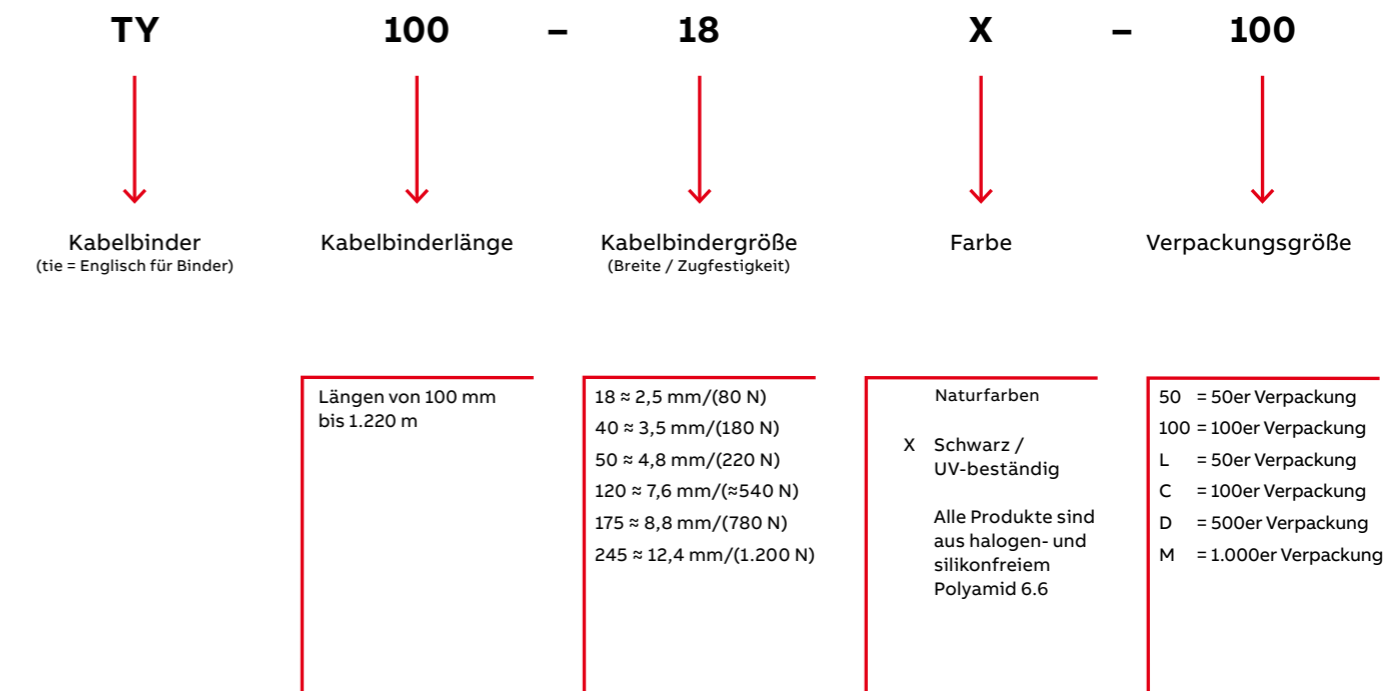 TY 100 – 18 X – 100
Kabelbinder
(tie = Englisch für Binder)
Kabelbinderlänge
Kabelbindergröße
(Breite / Zugfestigkeit)
Farbe
Verpackungsgröße
Längen von 100 mm
bis 1.220 m
18 ≈ 2,5 mm/(80 N)
40 ≈ 3,5 mm/(180 N)
50 ≈ 4,8 mm/(220 N)
120 ≈ 7,6 mm/(≈540 N)
175 ≈ 8,8 mm/(780 N)
245 ≈ 12,4 mm/(1.200 N)
Naturfarben
X Schwarz /
UV-beständig
Alle Produkte sind
aus halogen- und
silikonfreiem
Polyamid 6.6
50 = 50er Verpackung
100 = 100er Verpackung
L = 50er Verpackung
C = 100er Verpackung
D = 500er Verpackung
M = 1.000er Verpackung